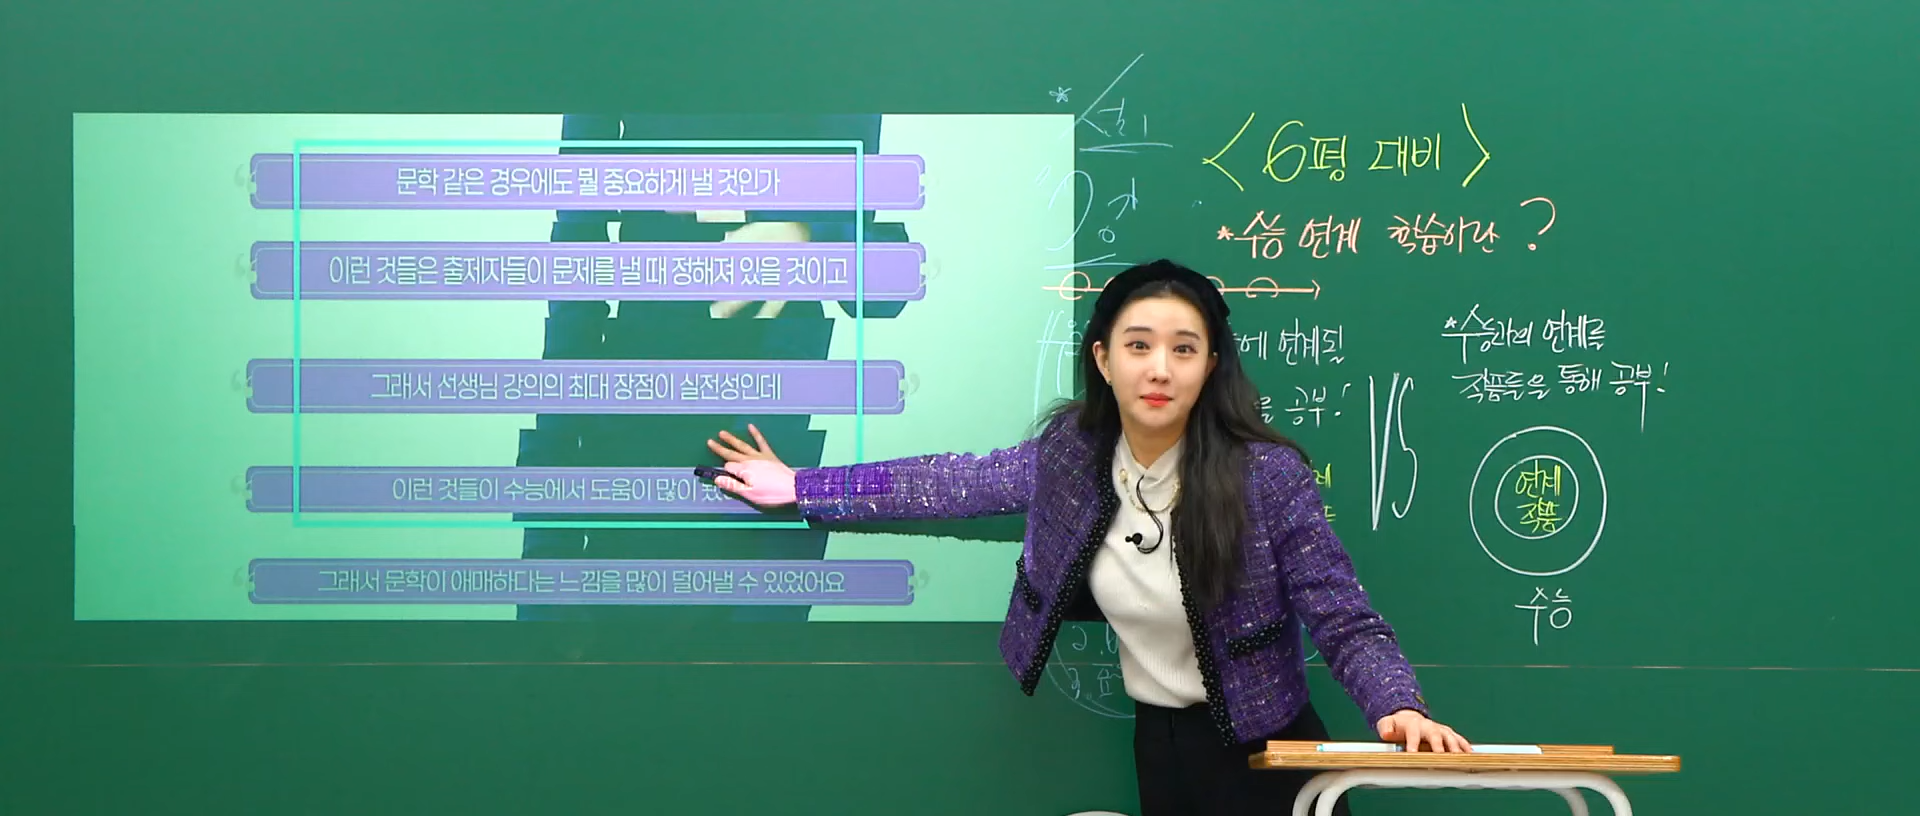 문학 같은 경우에도 뭘 중요하게 낼 것인가
이런 것들은 출제자들이 문제를 낼 때 정해져 있을 것이고
그래서 선생님 강의의 최대 장점이 실전성인데
이런 것들이 수능에서 도움이 많이
그래서 문학이 애매하다는 느낌을 많이 덜어낼 수 있었어요
<6평 대비>
*수능 연계 학습이란?
에 연계될
를 공부!
VS
*수능과의 연계를
작품들을 통해 공부!
연계
작품
수능